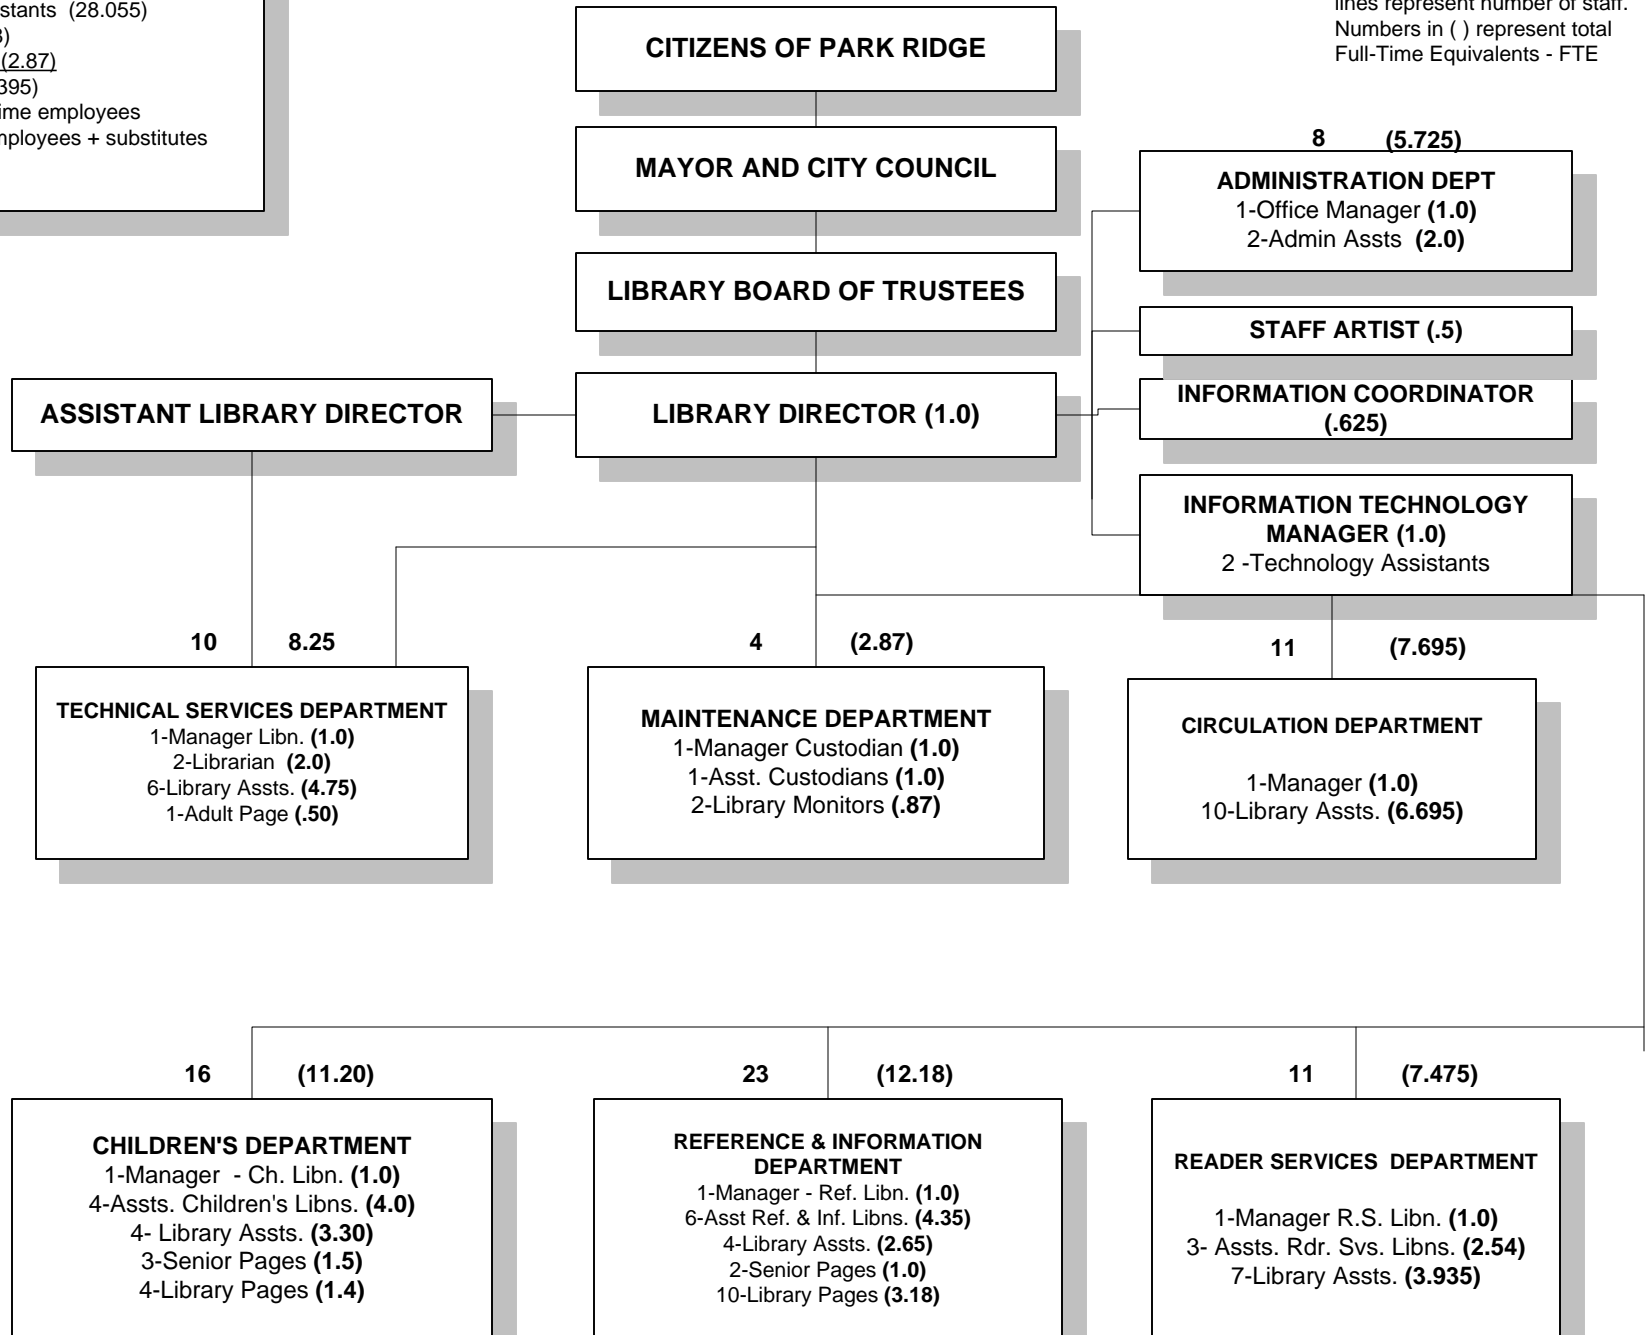 stants (28.055)
3)
(2.87)
395)
ime employees
mployees + substitutes
lines represent number of staff.
Numbers in ( ) represent total
Full-Time Equivalents - FTE
CITIZENS OF PARK RIDGE
MAYOR AND CITY COUNCIL
8 (5.725)
ADMINISTRATION DEPT
1-Office Manager (1.0)
2-Admin Assts (2.0)
LIBRARY BOARD OF TRUSTEES
STAFF ARTIST (.5)
ASSISTANT LIBRARY DIRECTOR
LIBRARY DIRECTOR (1.0)
INFORMATION COORDINATOR
(.625)
INFORMATION TECHNOLOGY
MANAGER (1.0)
2 -Technology Assistants
10 8.25
TECHNICAL SERVICES DEPARTMENT
1-Manager Libn. (1.0)
2-Librarian (2.0)
6-Library Assts. (4.75)
1-Adult Page (.50)
4 (2.87)
MAINTENANCE DEPARTMENT
1-Manager Custodian (1.0)
1-Asst. Custodians (1.0)
2-Library Monitors (.87)
11 (7.695)
CIRCULATION DEPARTMENT
1-Manager (1.0)
10-Library Assts. (6.695)
16 (11.20)
CHILDREN'S DEPARTMENT
1-Manager - Ch. Libn. (1.0)
4-Assts. Children's Libns. (4.0)
4- Library Assts. (3.30)
3-Senior Pages (1.5)
4-Library Pages (1.4)
23 (12.18)
REFERENCE & INFORMATION
DEPARTMENT
1-Manager - Ref. Libn. (1.0)
6-Asst Ref. & Inf. Libns. (4.35)
4-Library Assts. (2.65)
2-Senior Pages (1.0)
10-Library Pages (3.18)
11 (7.475)
READER SERVICES DEPARTMENT
1-Manager R.S. Libn. (1.0)
3- Assts. Rdr. Svs. Libns. (2.54)
7-Library Assts. (3.935)